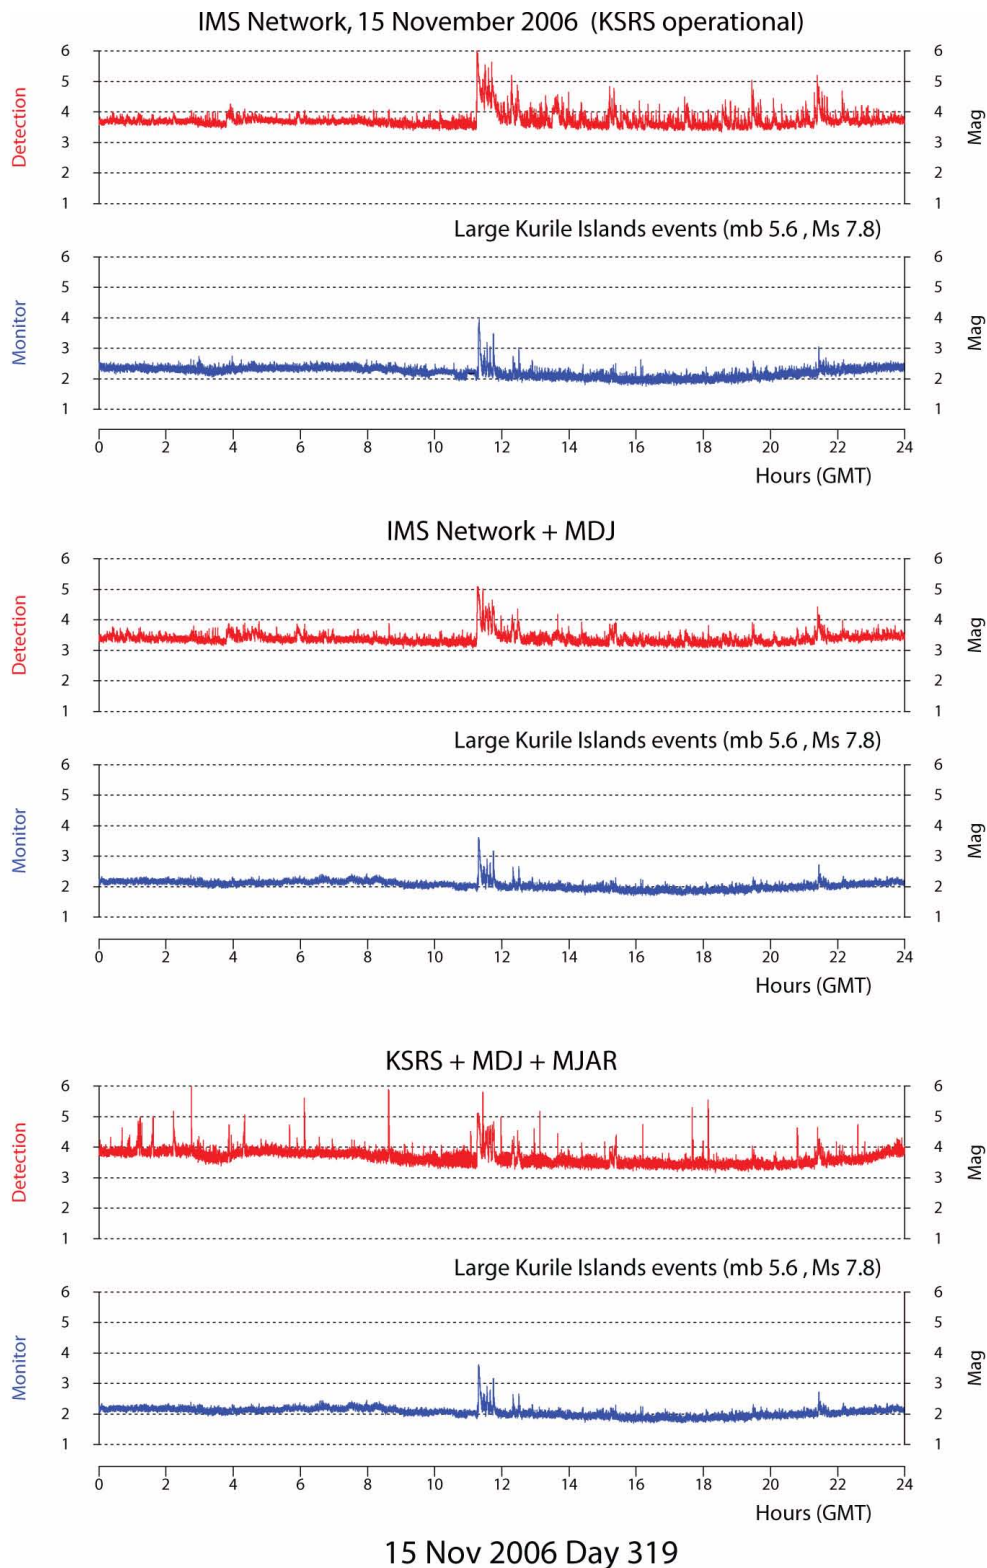 IMS Network, 15 November 2006 (KSRS operational)
Detection
6 6
5 5
4 4
3 3
2 2
1 1
Mag
Large Kurile Islands events (mb 5.6 , Ms 7.8)
Monitor
6 6
5 5
4 4
3 3
2 2
1 1
Mag
0 2 4 6 8 10 12 14 16 18 20 22 24
Hours (GMT)
IMS Network + MDJ
Detection
6 6
5 5
4 4
3 3
2 2
1 1
Mag
Large Kurile Islands events (mb 5.6 , Ms 7.8)
Monitor
6 6
5 5
4 4
3 3
2 2
1 1
Mag
0 2 4 6 8 10 12 14 16 18 20 22 24
Hours (GMT)
KSRS + MDJ + MJAR
Detection
6 6
5 5
4 4
3 3
2 2
1 1
Mag
Large Kurile Islands events (mb 5.6 , Ms 7.8)
Monitor
6 6
5 5
4 4
3 3
2 2
1 1
Mag
0 2 4 6 8 10 12 14 16 18 20 22 24
Hours (GMT)
15 Nov 2006 Day 319